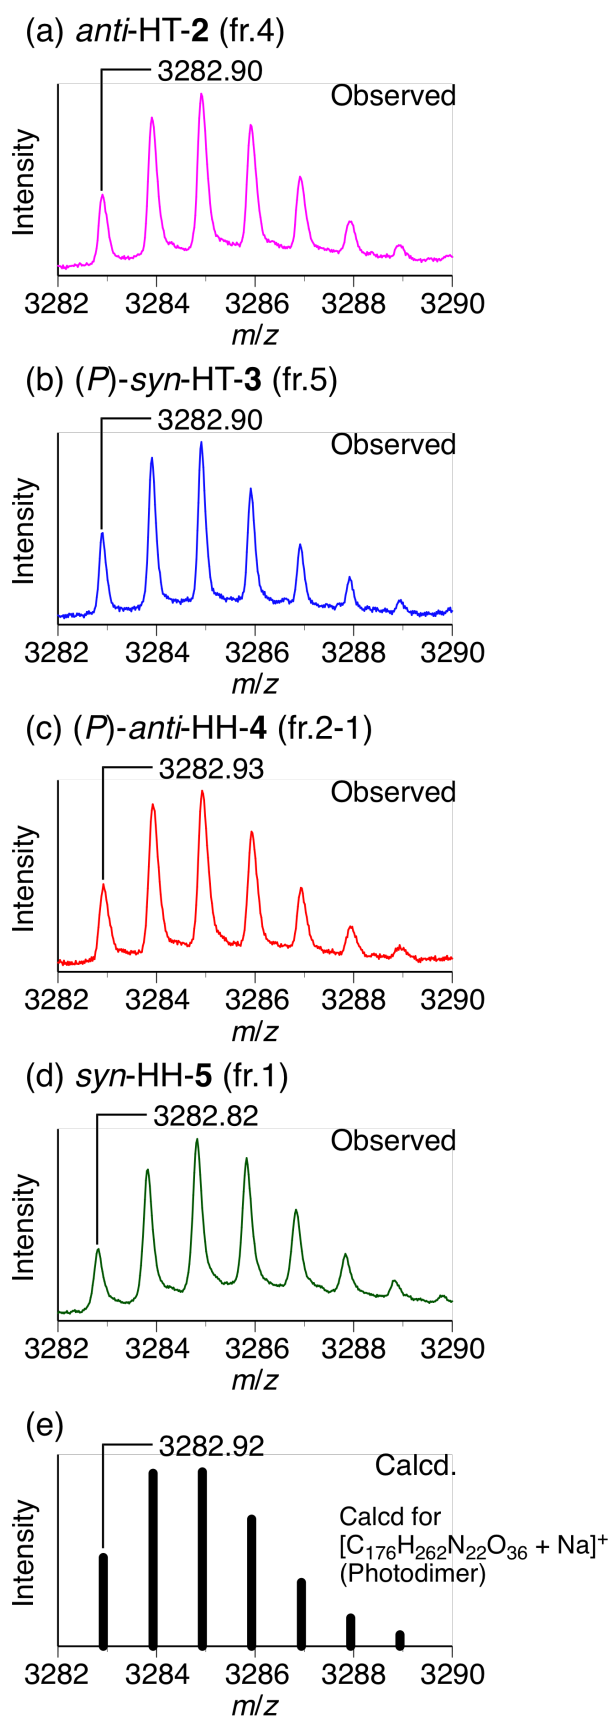 (a) anti-HT-2 (fr.4)
3282.90
Observed
Intensity
3282 3284 3286 3288 3290
m/z
(b) (P)-syn-HT-3 (fr.5)
3282.90
Observed
Intensity
3282 3284 3286 3288 3290
m/z
(c) (P)-anti-HH-4 (fr.2-1)
3282.93
Observed
Intensity
3282 3284 3286 3288 3290
m/z
(d) syn-HH-5 (fr.1)
3282.82
Observed
Intensity
3282 3284 3286 3288 3290
m/z
(e)
3282.92
Calcd.
Calcd for
[C₁₇₆H₂₆₂N₂₂O₃₆ + Na]⁺
(Photodimer)
Intensity
3282 3284 3286 3288 3290
m/z